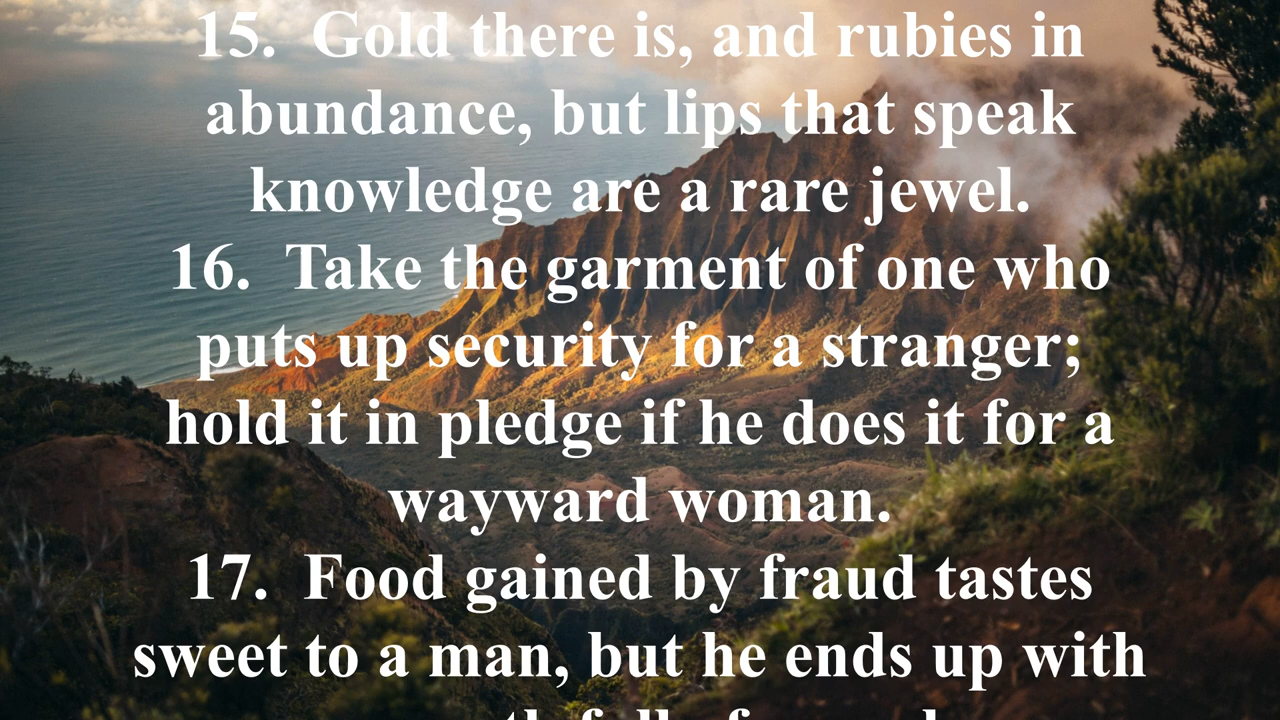 15.  Gold there is, and rubies in
abundance, but lips that speak
knowledge are a rare jewel.
16.  Take the garment of one who
puts up security for a stranger;
hold it in pledge if he does it for a
wayward woman.
17.  Food gained by fraud tastes
sweet to a man, but he ends up with